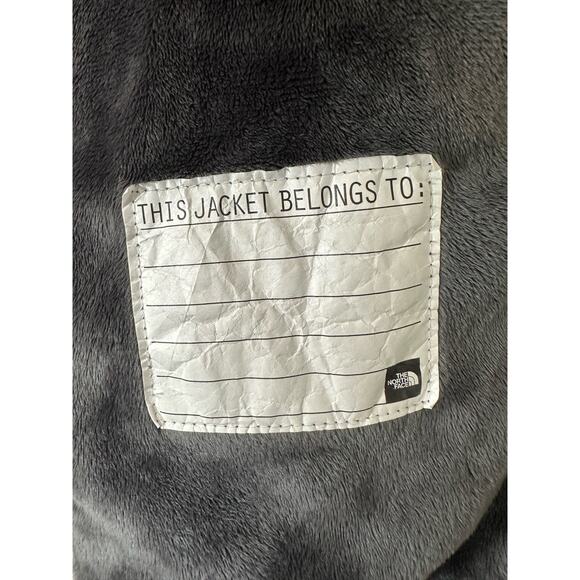 THIS JACKET BELONGS TO:
THE
NORTH
FACE